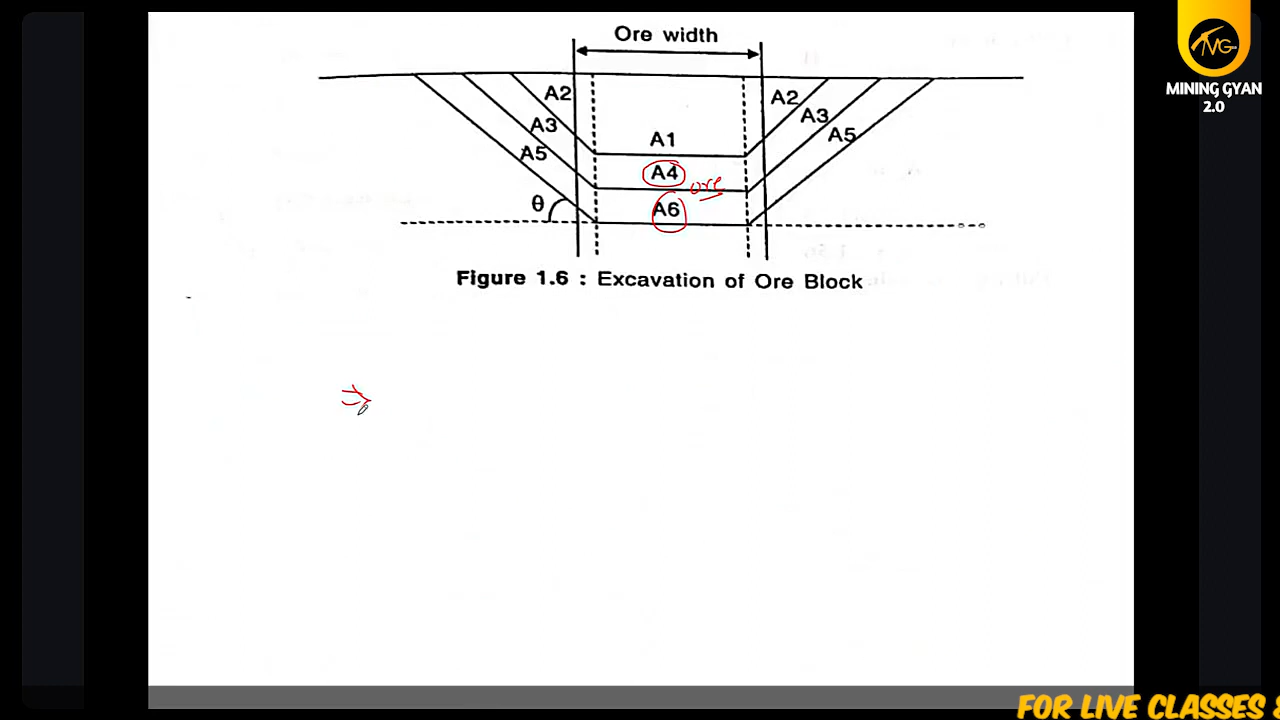 Ore width
A2 A2
A3 A3
A1
A5 A5
A4
ore
θ A6
Figure 1.6 : Excavation of Ore Block
TVG
MINING GYAN
2.0
FOR LIVE CLASSES &